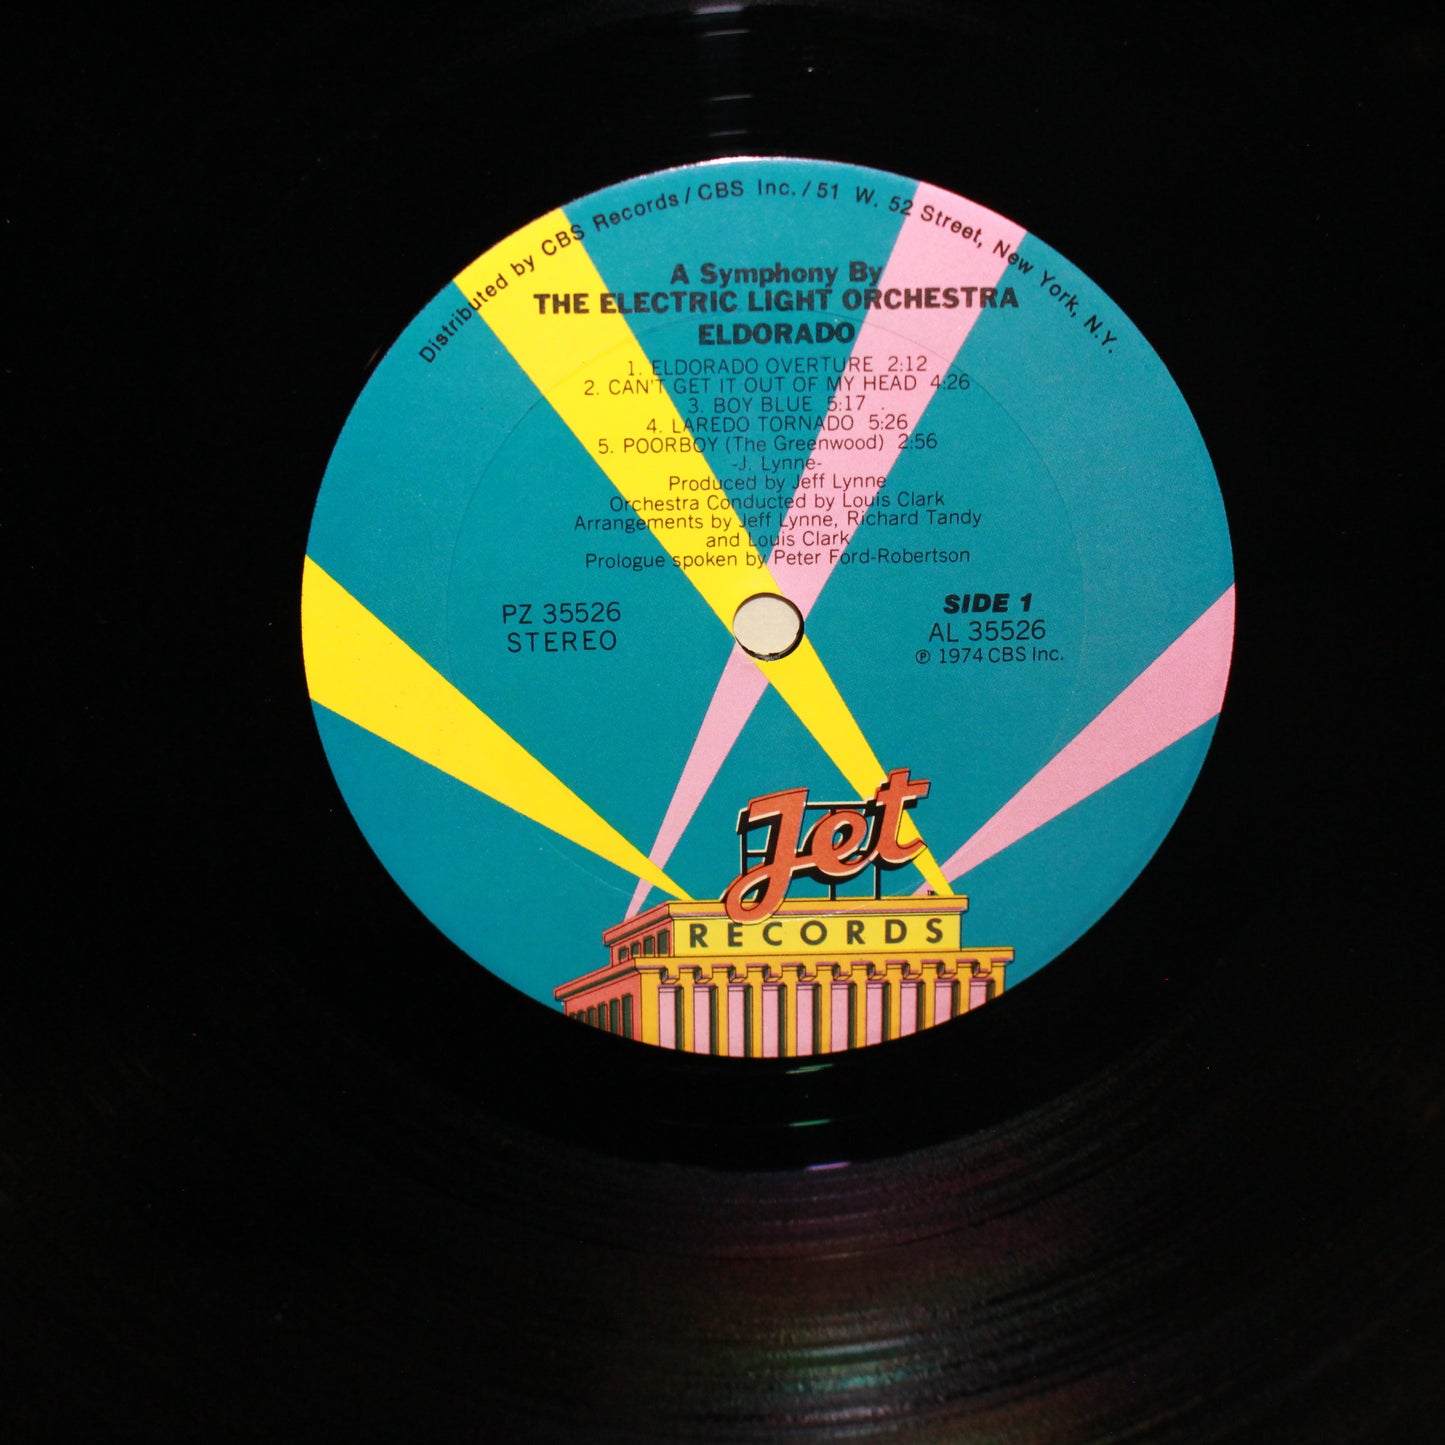 Distributed by CBS Records / CBS Inc. / 51 W. 52 Street, New York, N.Y.
A Symphony By
THE ELECTRIC LIGHT ORCHESTRA
ELDORADO
1. ELDORADO OVERTURE 2:12
2. CAN'T GET IT OUT OF MY HEAD 4:26
3. BOY BLUE 5:17
4. LAREDO TORNADO 5:26
5. POORBOY (The Greenwood) 2:56
-J. Lynne-
Produced by Jeff Lynne
Orchestra Conducted by Louis Clark
Arrangements by Jeff Lynne, Richard Tandy
and Louis Clark
Prologue spoken by Peter Ford-Robertson
PZ 35526
STEREO
SIDE 1
AL 35526
℗ 1974 CBS Inc.
Jet
RECORDS